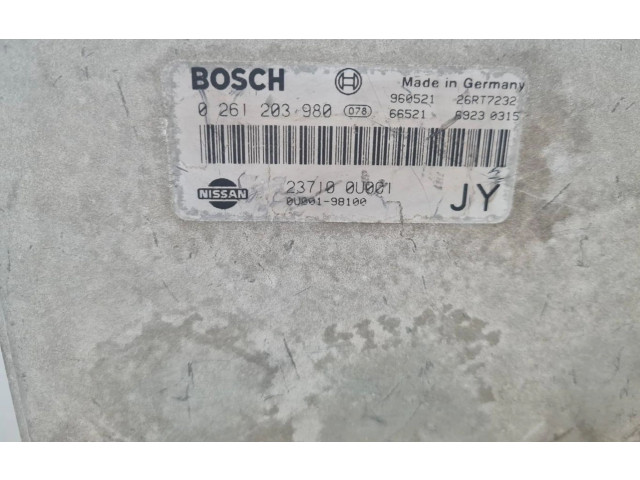 BOSCH Made in Germany
960521 26RT7232
0 261 203 980 078
66521 8923 0315
NISSAN 23710 0U001
0U001-98100 JY